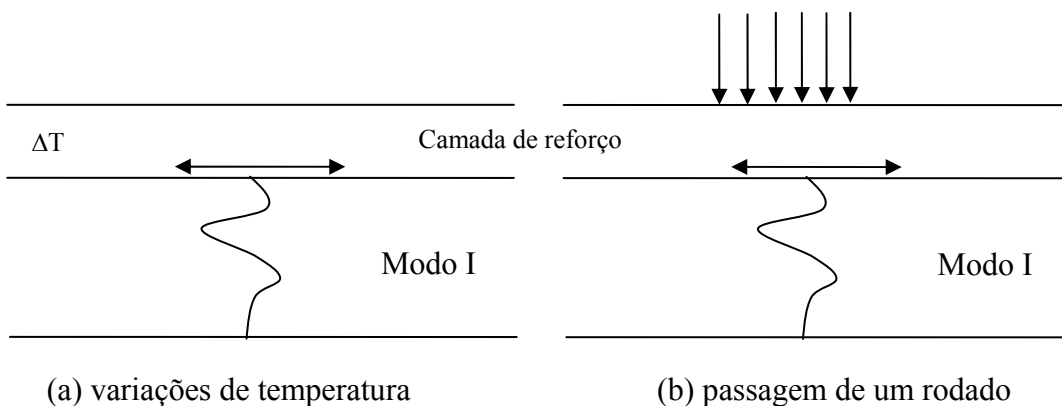 ΔT
Camada de reforço
Modo I
Modo I
(a) variações de temperatura
(b) passagem de um rodado